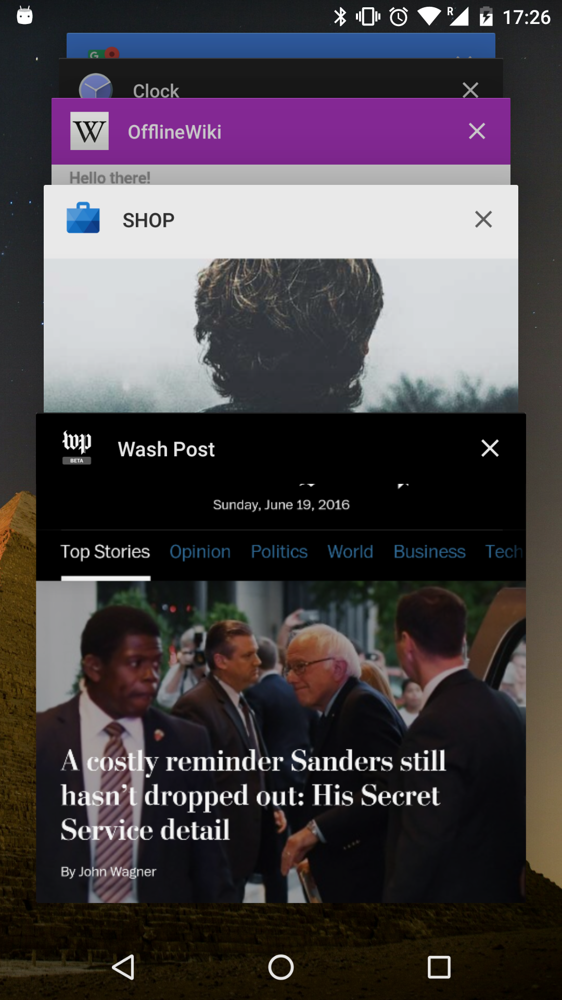 R 17:26
G
Clock
W OfflineWiki
Hello there!
SHOP
wp
BETA
Wash Post
Sunday, June 19, 2016
Top Stories Opinion Politics World Business Tech
A costly reminder Sanders still
hasn't dropped out: His Secret
Service detail
By John Wagner